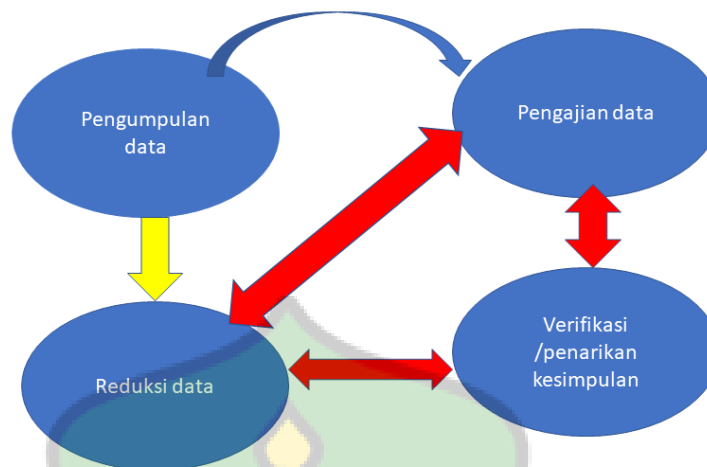 Pengumpulan
data
Pengajian data
Reduksi data
Verifikasi
/penarikan
kesimpulan